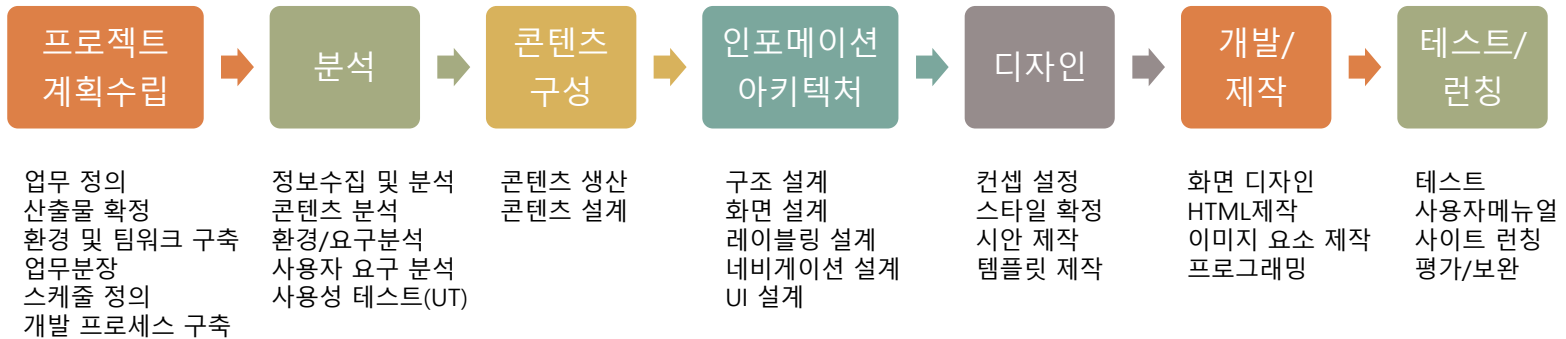 프로젝트
계획수립
분석
콘텐츠
구성
인포메이션
아키텍처
디자인
개발/
제작
테스트/
런칭
업무 정의
산출물 확정
환경 및 팀워크 구축
업무분장
스케줄 정의
개발 프로세스 구축
정보수집 및 분석
콘텐츠 분석
환경/요구분석
사용자 요구 분석
사용성 테스트(UT)
콘텐츠 생산
콘텐츠 설계
구조 설계
화면 설계
레이블링 설계
네비게이션 설계
UI 설계
컨셉 설정
스타일 확정
시안 제작
템플릿 제작
화면 디자인
HTML제작
이미지 요소 제작
프로그래밍
테스트
사용자메뉴얼
사이트 런칭
평가/보완